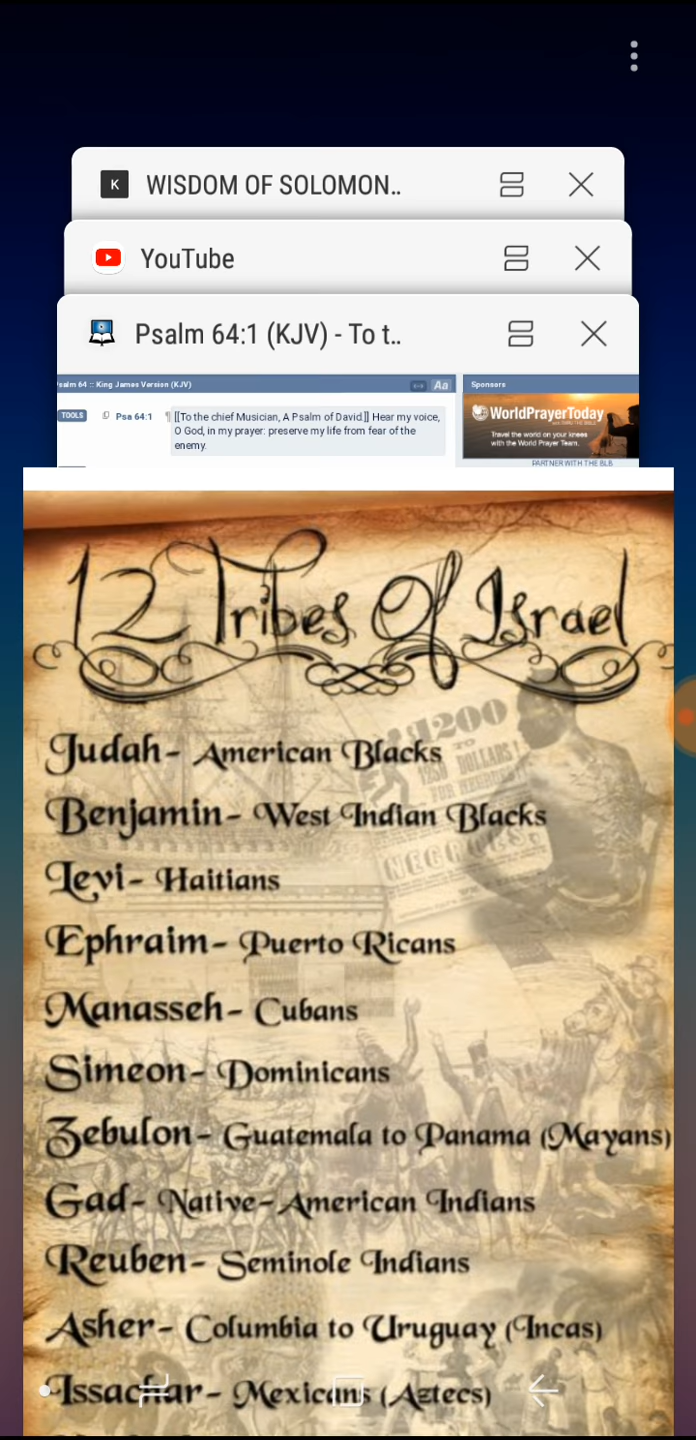 K WISDOM OF SOLOMON..
YouTube
Psalm 64:1 (KJV) - To t..
salm 64 :: King James Version (KJV)
Aa
Sponsors
TOOLS Psa 64:1 ¶ [[To the chief Musician, A Psalm of David.]] Hear my voice,
O God, in my prayer: preserve my life from fear of the
enemy.
WorldPrayerToday
Travel the world on your knees
with the World Prayer Team.
PARTNER WITH THE BLB
12 Tribes Of Israel
$1200
TO
DOLLARS!
FOR NEGROES!
NEGROES
Judah- American Blacks
Benjamin- West Indian Blacks
Levi- Haitians
Ephraim- Puerto Ricans
Manasseh- Cubans
Simeon- Dominicans
Zebulon- Guatemala to Panama (Mayans)
Gad- Native-American Indians
Reuben- Seminole Indians
Asher- Columbia to Uruguay (Incas)
Issachar- Mexicans (Aztecs)